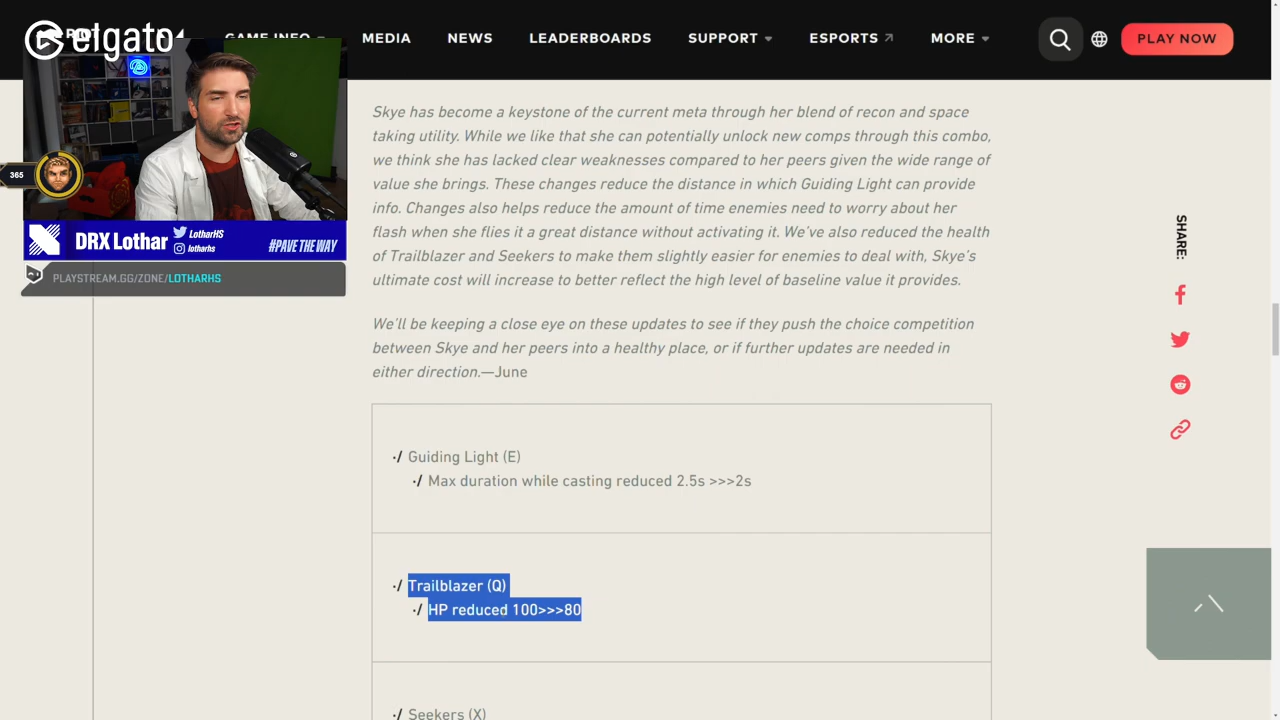 elgato
GAME INFO
MEDIA
NEWS
LEADERBOARDS
SUPPORT
ESPORTS
MORE
PLAY NOW
365
DRX Lothar
LotharHS
lotharhs
#PAVE THE WAY
PLAYSTREAM.GG/ZONE/LOTHARHS
Skye has become a keystone of the current meta through her blend of recon and space
taking utility. While we like that she can potentially unlock new comps through this combo,
we think she has lacked clear weaknesses compared to her peers given the wide range of
value she brings. These changes reduce the distance in which Guiding Light can provide
info. Changes also helps reduce the amount of time enemies need to worry about her
flash when she flies it a great distance without activating it. We've also reduced the health
of Trailblazer and Seekers to make them slightly easier for enemies to deal with, Skye's
ultimate cost will increase to better reflect the high level of baseline value it provides.
We'll be keeping a close eye on these updates to see if they push the choice competition
between Skye and her peers into a healthy place, or if further updates are needed in
either direction.—June
·/ Guiding Light (E)
·/ Max duration while casting reduced 2.5s >>>2s
·/ Trailblazer (Q)
·/ HP reduced 100>>>80
·/ Seekers (X)
SHARE: